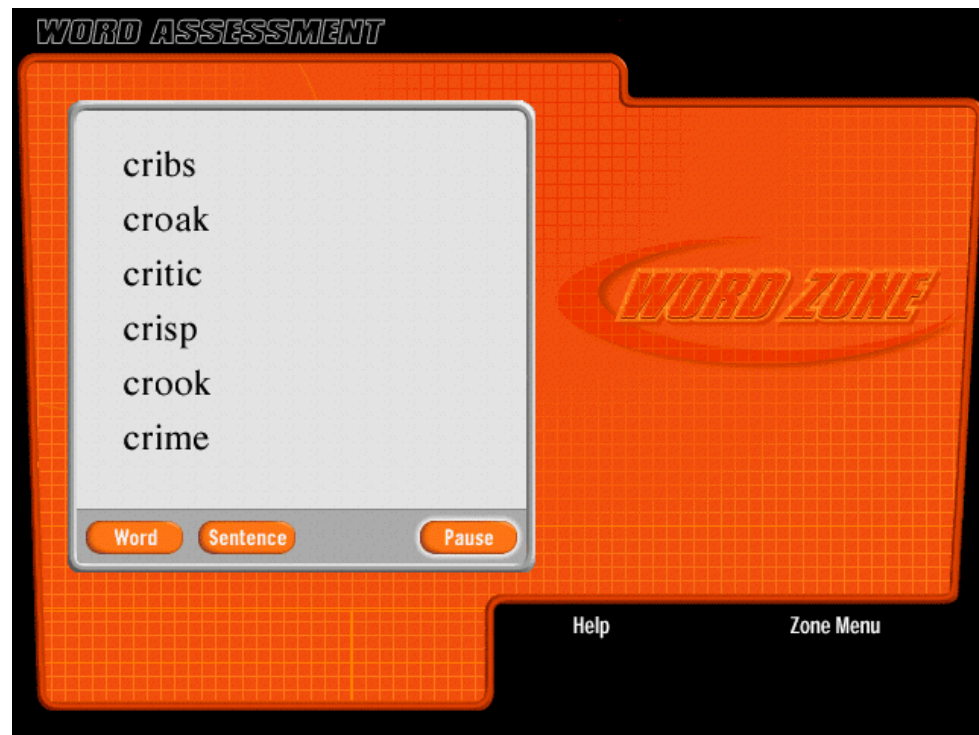 WORD ASSESSMENT
cribs
croak
critic
crisp
crook
crime
WORD ZONE
Word Sentence Pause
Help Zone Menu